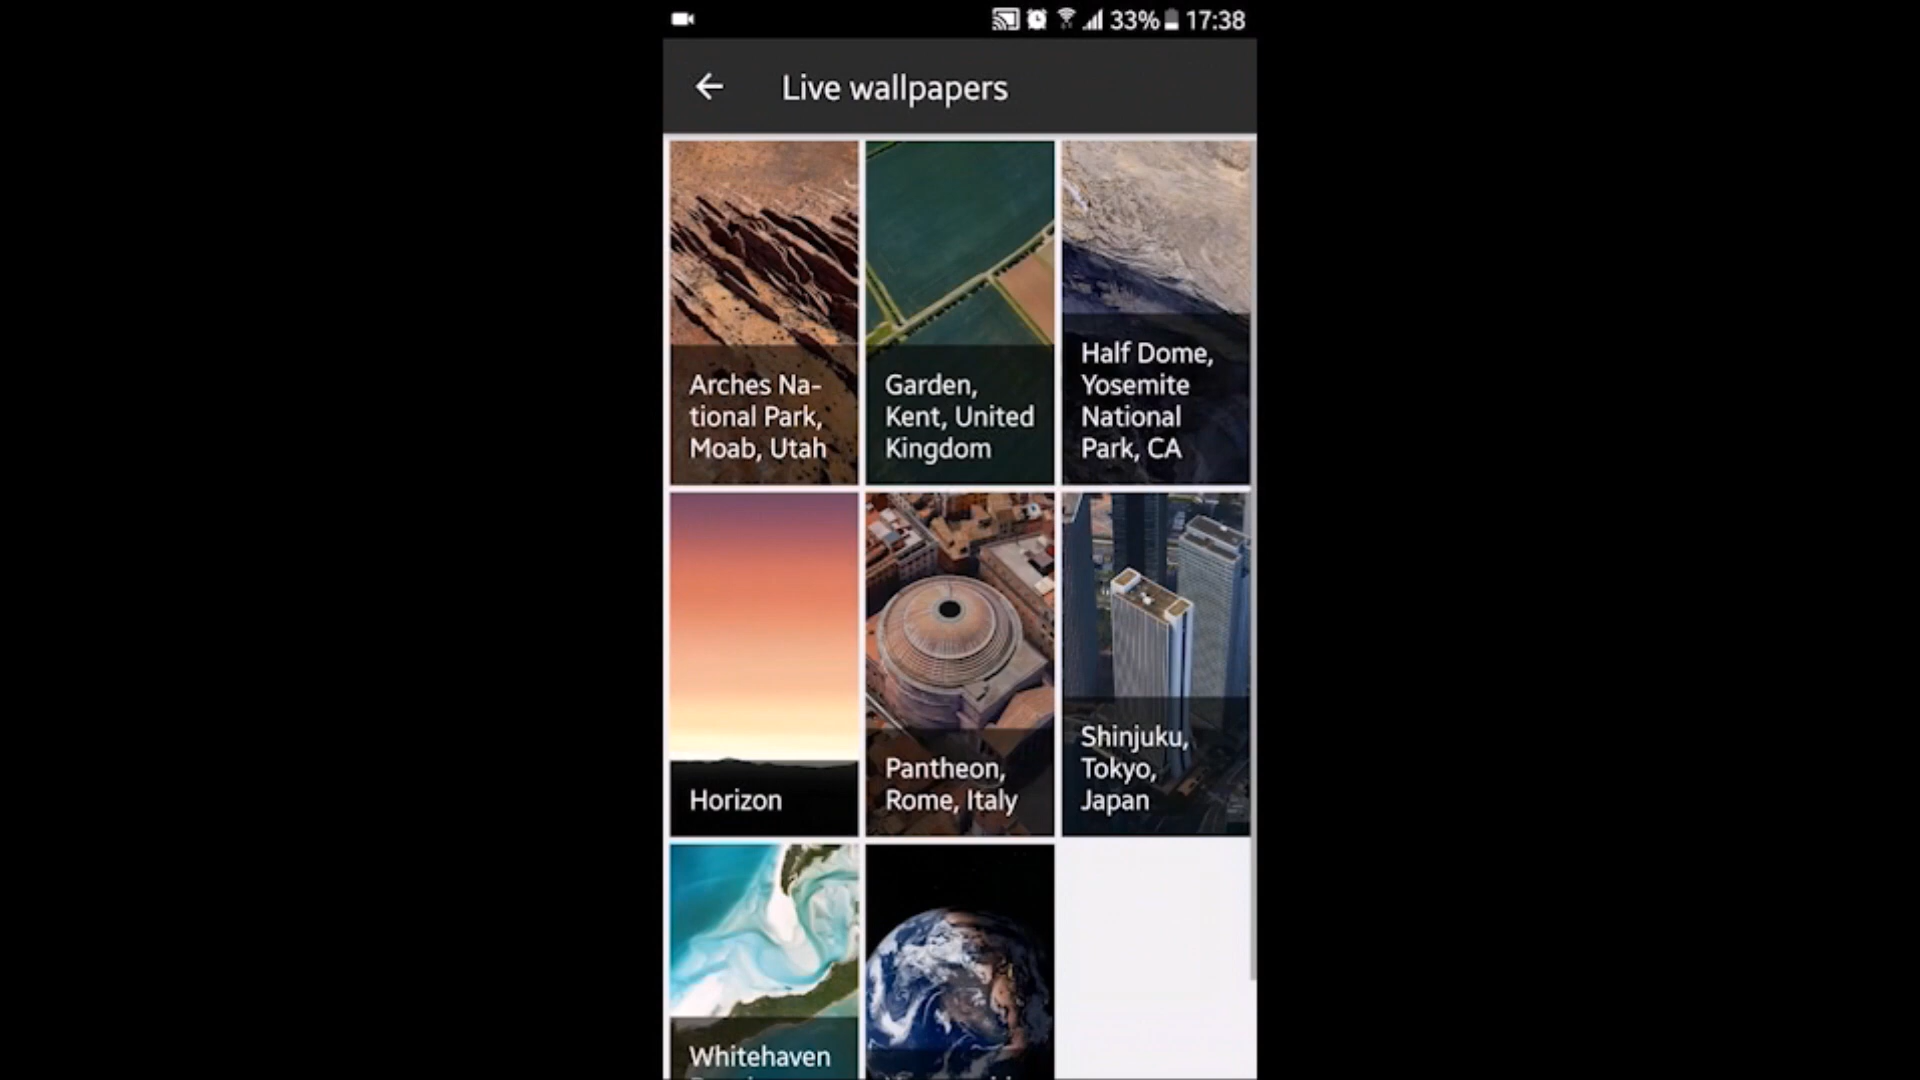 33% 17:38
Live wallpapers
Arches Na-
tional Park,
Moab, Utah
Garden,
Kent, United
Kingdom
Half Dome,
Yosemite
National
Park, CA
Horizon
Pantheon,
Rome, Italy
Shinjuku,
Tokyo,
Japan
Whitehaven